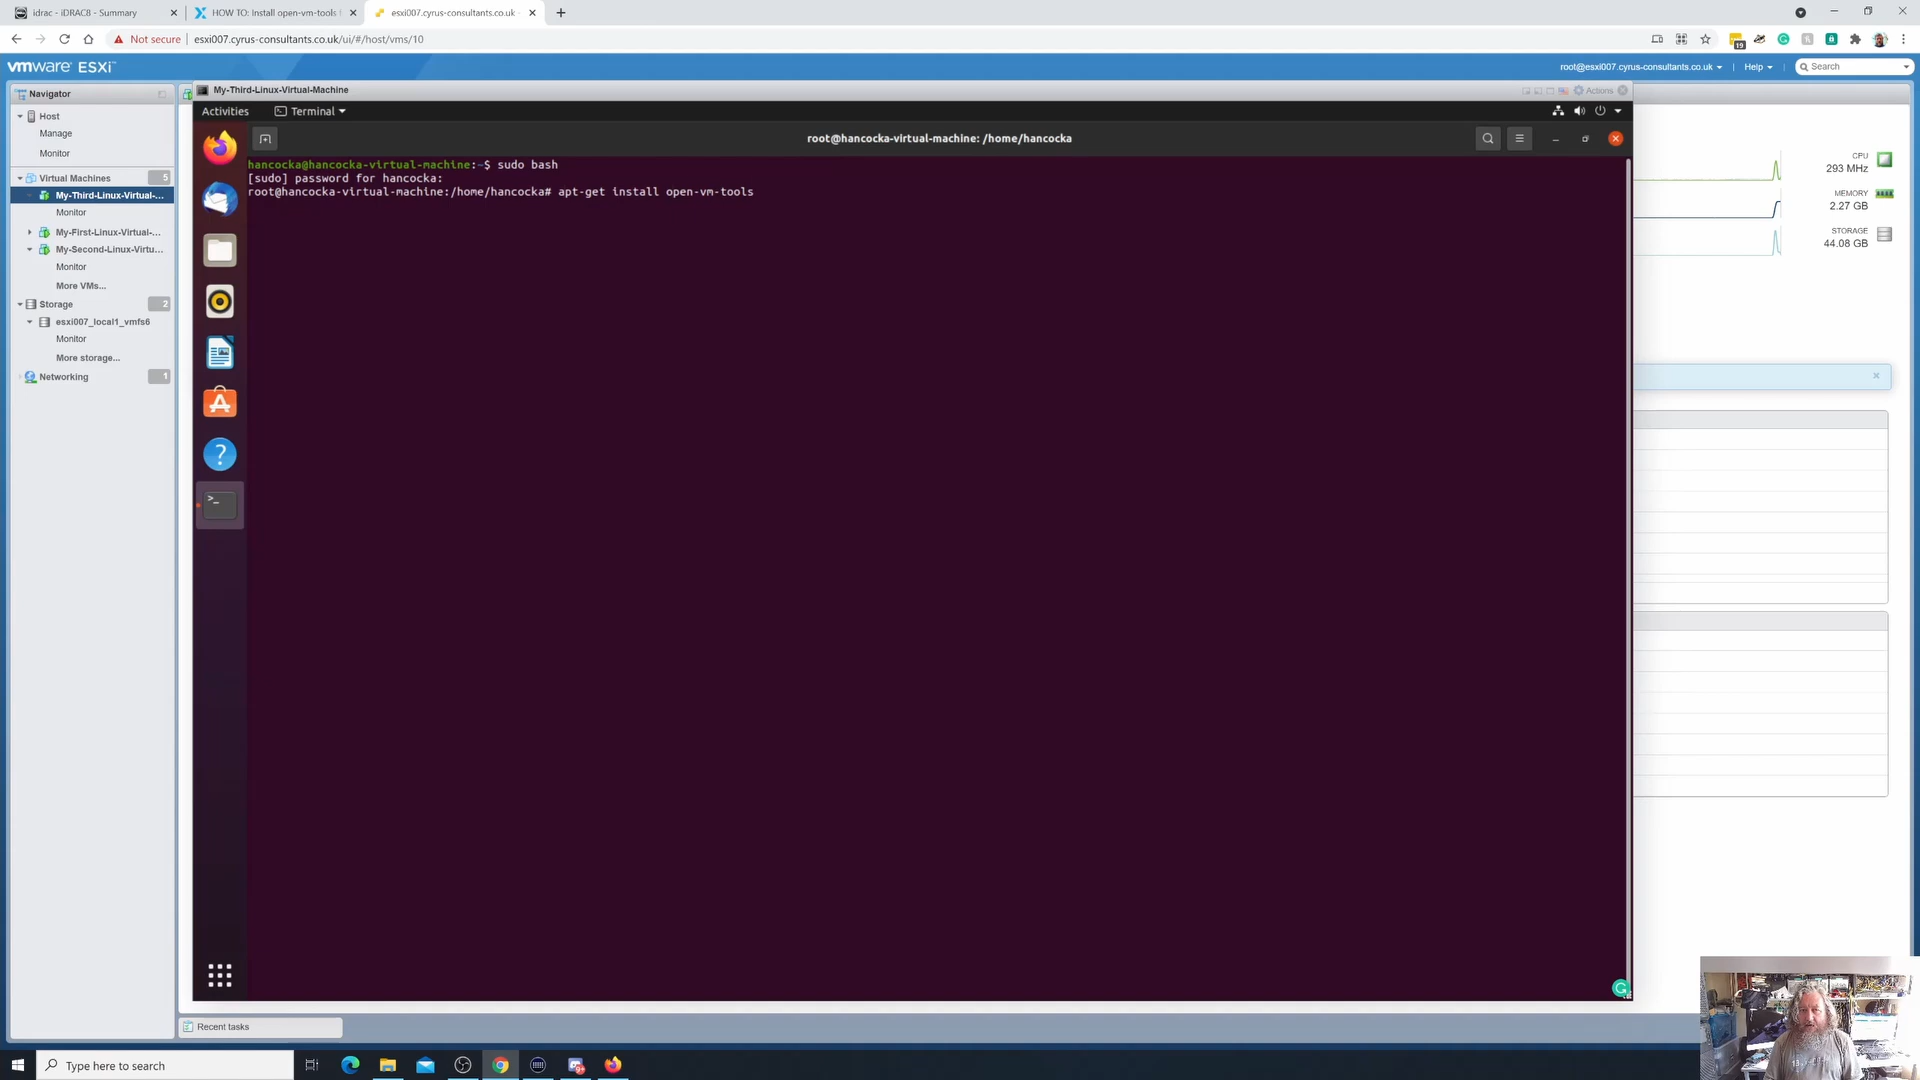 idrac - iDRAC8 - Summary
HOW TO: Install open-vm-tools
esxi007.cyrus-consultants.co.uk
Not secure
esxi007.cyrus-consultants.co.uk/ui/#/host/vms/10
19
vmware ESXi
root@esxi007.cyrus-consultants.co.uk
Help
Search
Navigator
Host
Manage
Monitor
Virtual Machines
5
My-Third-Linux-Virtual-...
Monitor
My-First-Linux-Virtual-...
My-Second-Linux-Virtu...
Monitor
More VMs...
Storage
2
esxi007_local1_vmfs6
Monitor
More storage...
Networking
1
My-Third-Linux-Virtual-Machine
Actions
Activities
Terminal
root@hancocka-virtual-machine: /home/hancocka
hancocka@hancocka-virtual-machine:~$ sudo bash
[sudo] password for hancocka:
root@hancocka-virtual-machine:/home/hancocka# apt-get install open-vm-tools
CPU
293 MHz
MEMORY
2.27 GB
STORAGE
44.08 GB
Recent tasks
Type here to search